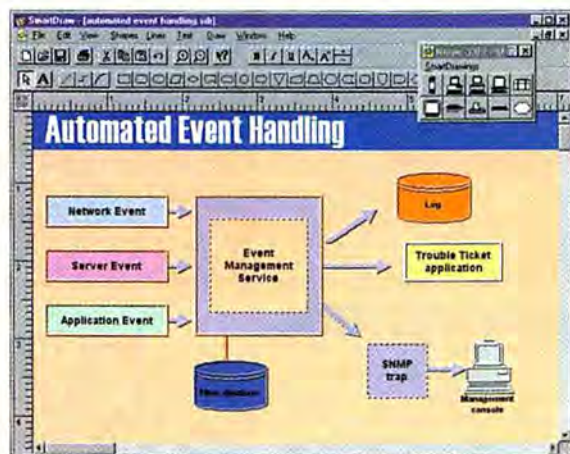 SmartDraw - [automated event handling.sdr]
File Edit View Shapes Lines Text Draw Window Help
SmartDrawings
Automated Event Handling
Network Event
Server Event
Application Event
Event
Management
Service
Log
Trouble Ticket
application
SNMP
trap
Management
console